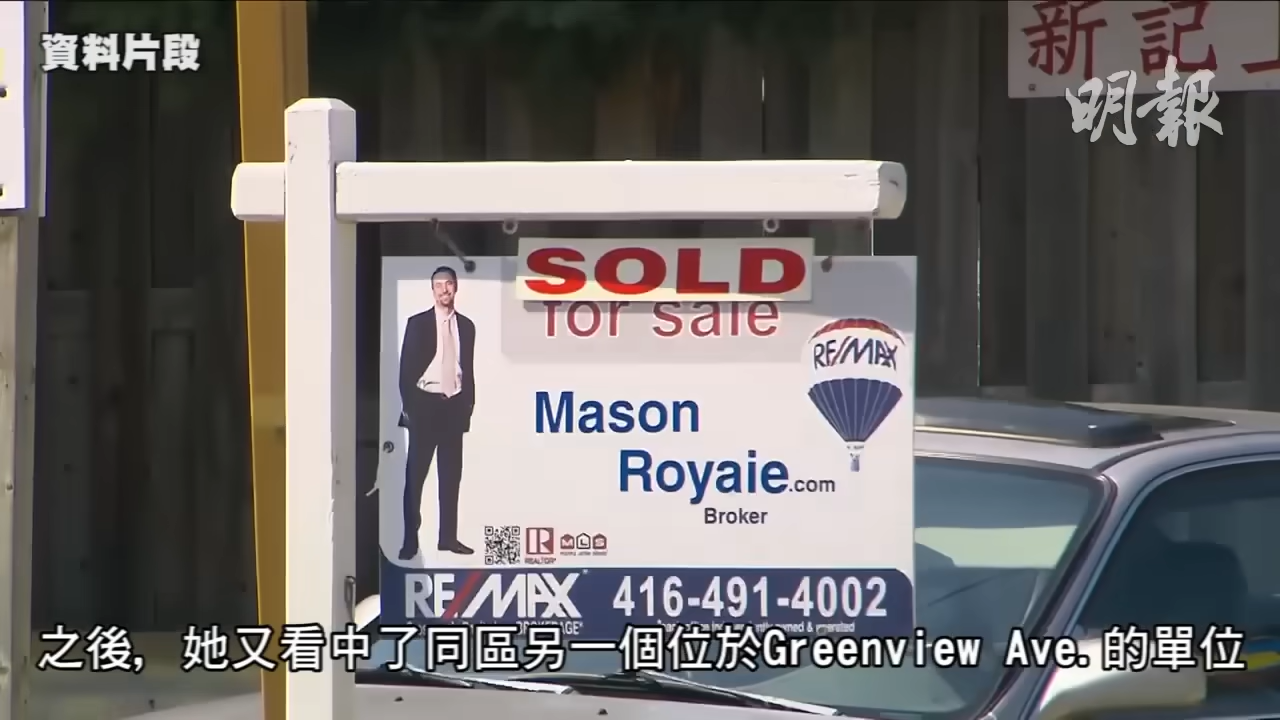 資料片段
新記
明報
SOLD
for sale
RE/MAX
Mason
Royaie.com
Broker
R
REALTOR®
MLS
RE/MAX 416-491-4002
之後, 她又看中了同區另一個位於Greenview Ave.的單位